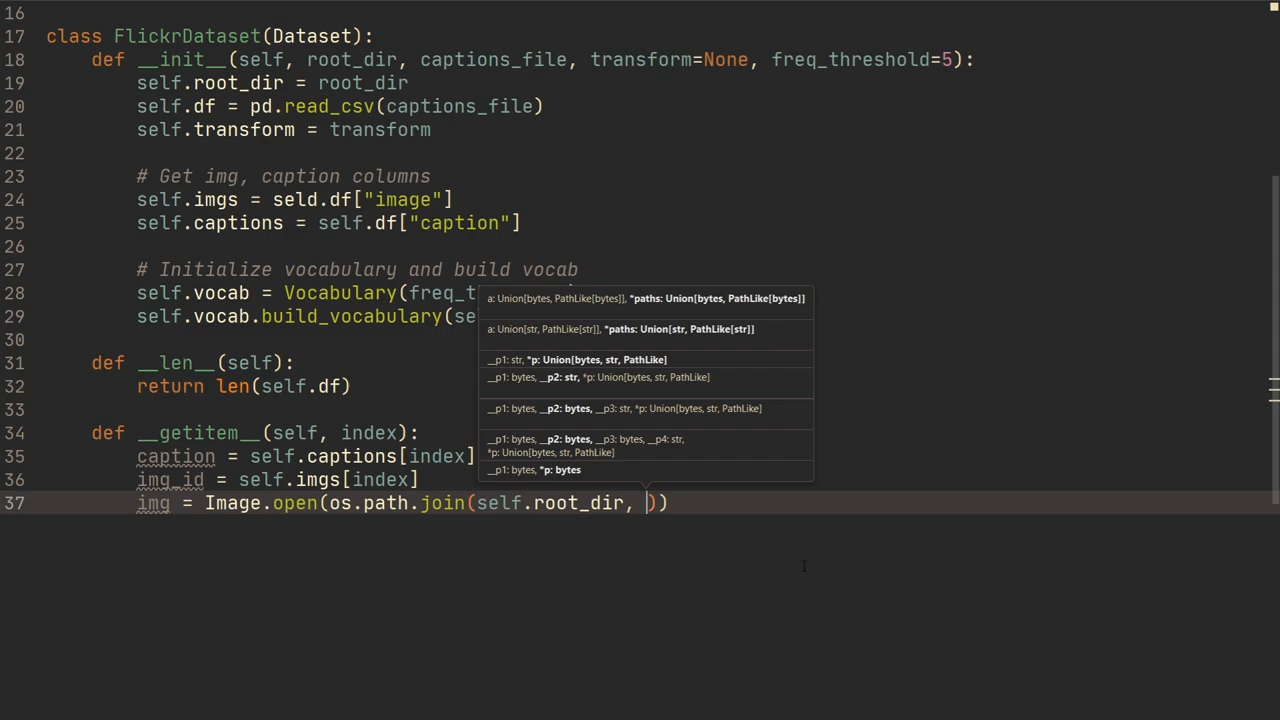 16
17 class FlickrDataset(Dataset):
18     def __init__(self, root_dir, captions_file, transform=None, freq_threshold=5):
19         self.root_dir = root_dir
20         self.df = pd.read_csv(captions_file)
21         self.transform = transform
22
23         # Get img, caption columns
24         self.imgs = seld.df["image"]
25         self.captions = self.df["caption"]
26
27         # Initialize vocabulary and build vocab
28         self.vocab = Vocabulary(freq_t
a: Union[bytes, PathLike[bytes]], *paths: Union[bytes, PathLike[bytes]]
29         self.vocab.build_vocabulary(se
a: Union[str, PathLike[str]], *paths: Union[str, PathLike[str]]
30
__p1: str, *p: Union[bytes, str, PathLike]
31     def __len__(self):
__p1: bytes, __p2: str, *p: Union[bytes, str, PathLike]
32         return len(self.df)
33
__p1: bytes, __p2: bytes, __p3: str, *p: Union[bytes, str, PathLike]
34     def __getitem__(self, index):
__p1: bytes, __p2: bytes, __p3: bytes, __p4: str,
*p: Union[bytes, str, PathLike]
35         caption = self.captions[index]
__p1: bytes, *p: bytes
36         img_id = self.imgs[index]
37         img = Image.open(os.path.join(self.root_dir, ))